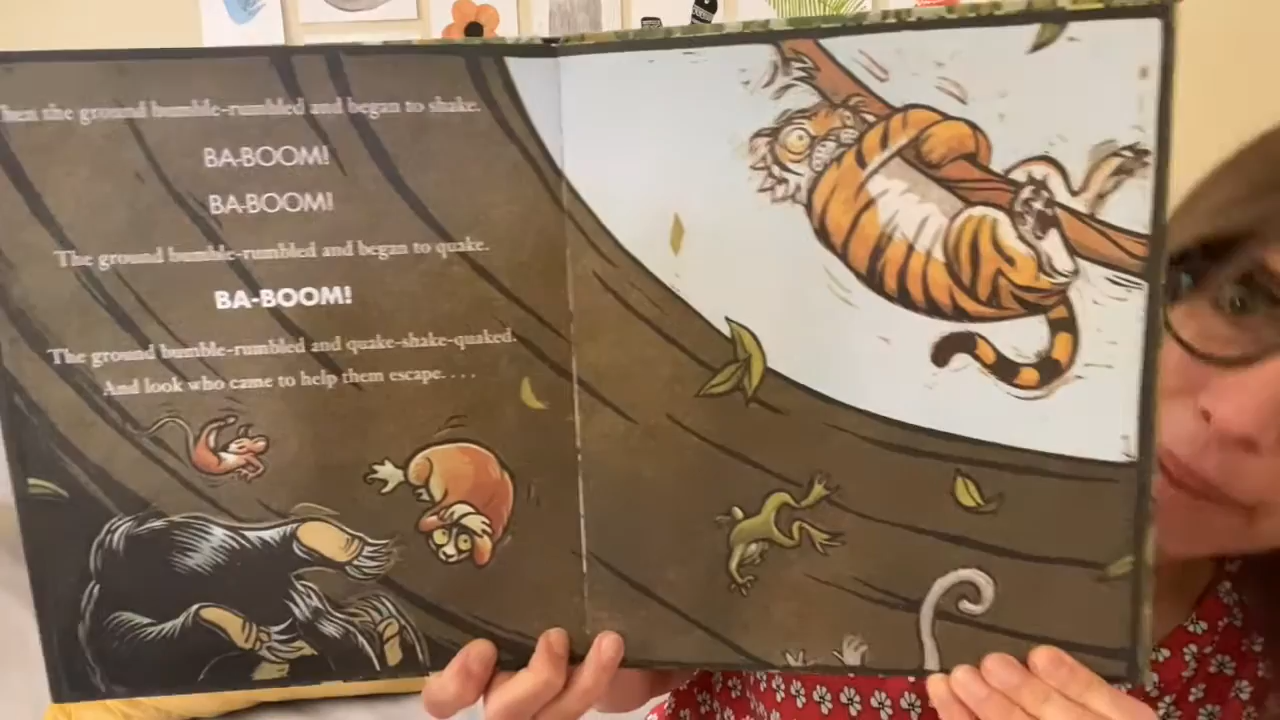 the ground bumble-rumbled and began to shake.
BA-BOOM!
BA-BOOM!
The ground bumble-rumbled and began to quake.
BA-BOOM!
The ground bumble-rumbled and quake-shake-quaked.
And look who came to help them escape. . . .